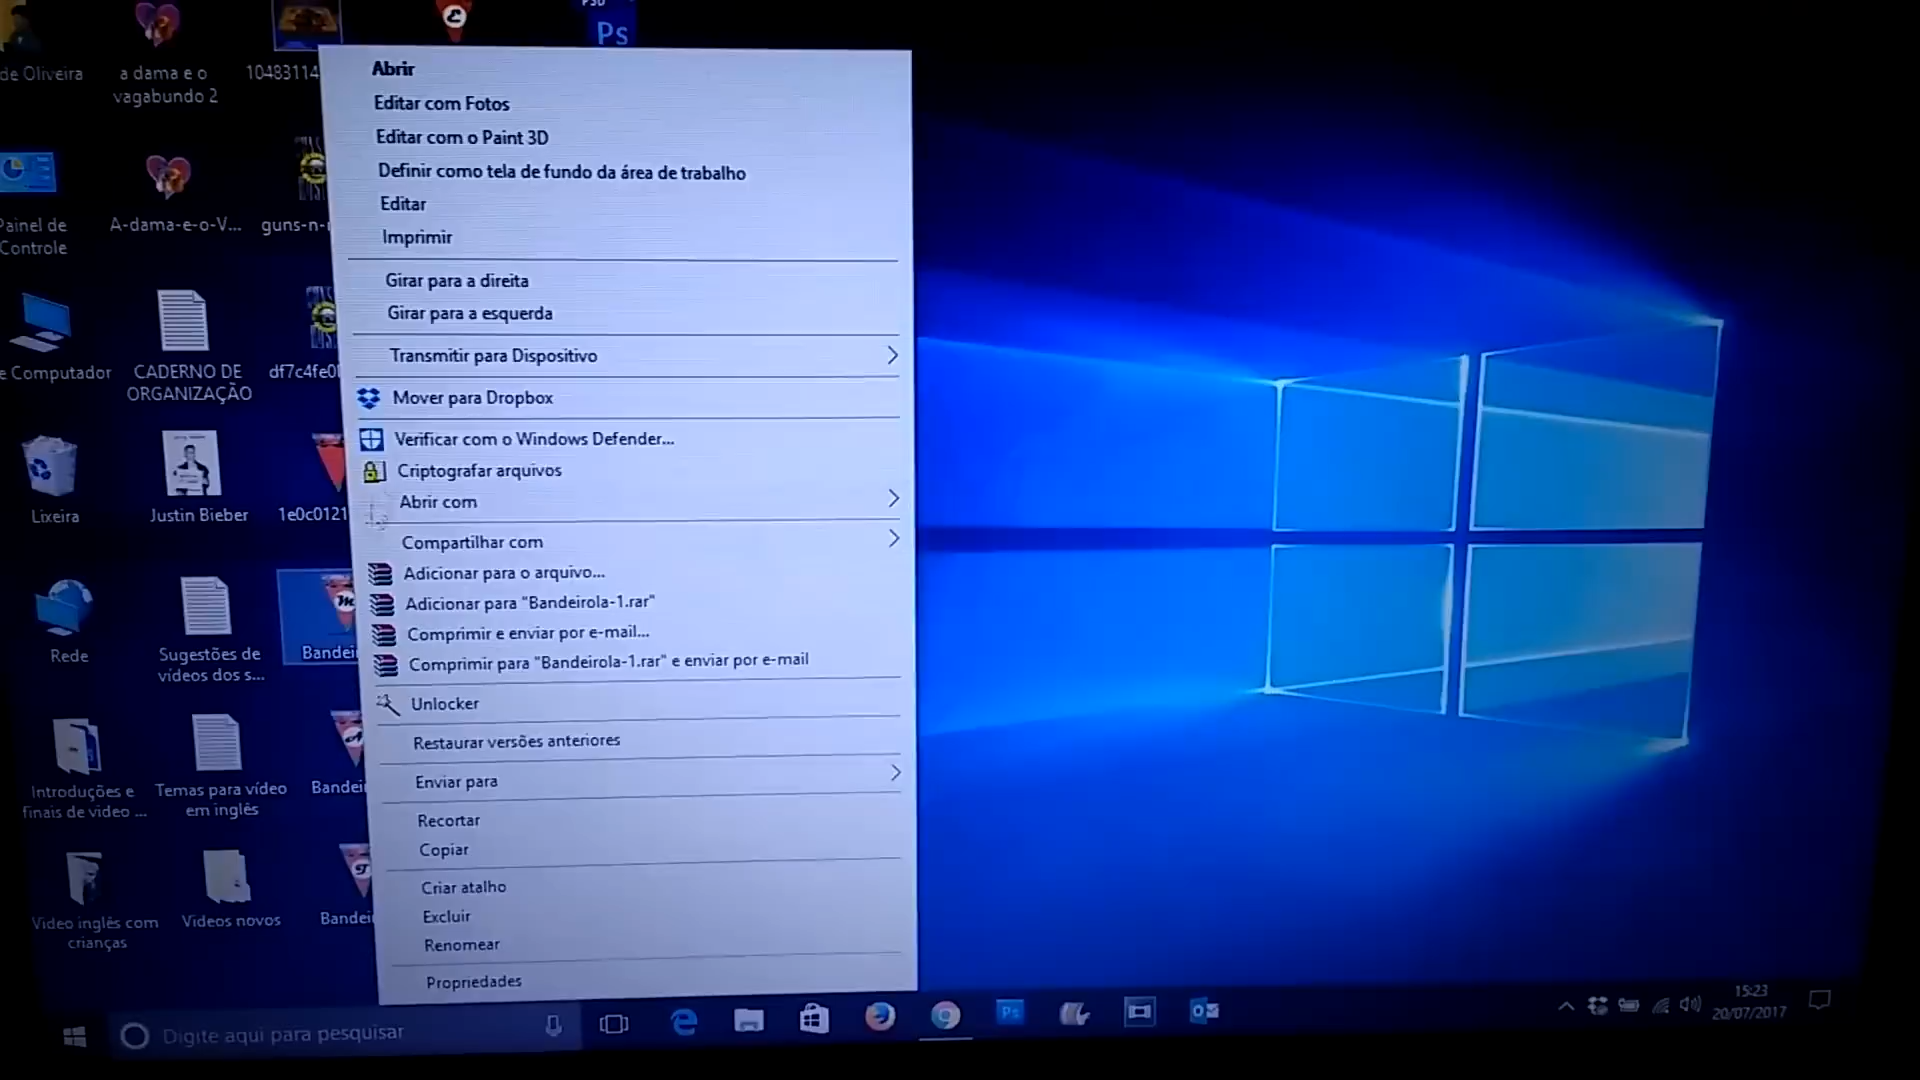 de Oliveira
a dama e o
vagabundo 2
10483114
Ps
Painel de
Controle
A-dama-e-o-V...
guns-n-
e Computador
CADERNO DE
ORGANIZAÇÃO
df7c4fe0
Lixeira
Justin Bieber
1e0c0121
Rede
Sugestões de
vídeos dos s...
Bandei
Introduções e
finais de video ...
Temas para vídeo
em inglês
Bandei
Video inglês com
crianças
Videos novos
Bandei
Abrir
Editar com Fotos
Editar com o Paint 3D
Definir como tela de fundo da área de trabalho
Editar
Imprimir
Girar para a direita
Girar para a esquerda
Transmitir para Dispositivo
Mover para Dropbox
Verificar com o Windows Defender...
Criptografar arquivos
Abrir com
Compartilhar com
Adicionar para o arquivo...
Adicionar para "Bandeirola-1.rar"
Comprimir e enviar por e-mail...
Comprimir para "Bandeirola-1.rar" e enviar por e-mail
Unlocker
Restaurar versões anteriores
Enviar para
Recortar
Copiar
Criar atalho
Excluir
Renomear
Propriedades
Digite aqui para pesquisar
Ps
15:23
20/07/2017